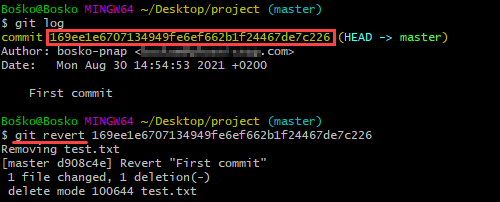 Boško@Bosko MINGW64 ~/Desktop/project (master)
$ git log
commit 169ee1e6707134949fe6ef662b1f24467de7c226 (HEAD -> master)
Author: bosko-pnap < .com>
Date:   Mon Aug 30 14:54:53 2021 +0200
First commit
Boško@Bosko MINGW64 ~/Desktop/project (master)
$ git revert 169ee1e6707134949fe6ef662b1f24467de7c226
Removing test.txt
[master d908c4e] Revert "First commit"
1 file changed, 1 deletion(-)
delete mode 100644 test.txt